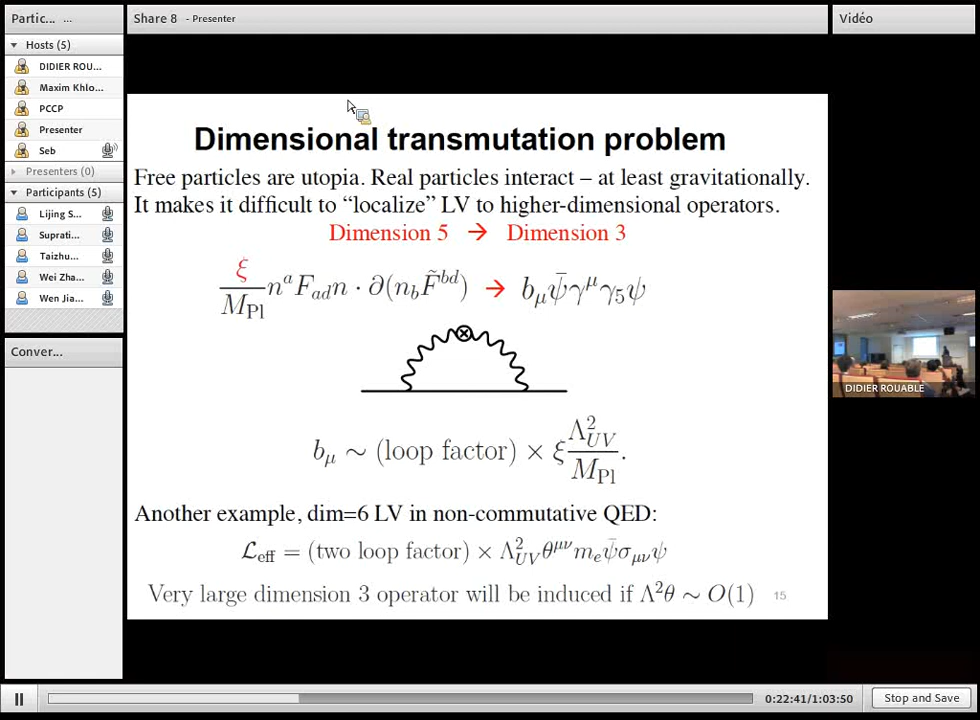 Partic... ...
Share 8 - Presenter
Vidéo
Hosts (5)
DIDIER ROU...
Maxim Khlo...
PCCP
Presenter
Seb
Presenters (0)
Participants (5)
Lijing S...
Suprati...
Taizhu...
Wei Zha...
Wen Jia...
Conver...
Dimensional transmutation problem
Free particles are utopia. Real particles interact – at least gravitationally.
It makes it difficult to “localize” LV to higher-dimensional operators.
Dimension 5 → Dimension 3
ξ/M_Pl n^a F_ad n · ∂(n_b F̃^bd) → b_μ ψ̄γ^μ γ_5 ψ
b_μ ∼ (loop factor) × ξ Λ²_UV/M_Pl.
Another example, dim=6 LV in non-commutative QED:
ℒ_eff = (two loop factor) × Λ²_UV θ^μν m_e ψ̄σ_μν ψ
Very large dimension 3 operator will be induced if Λ²θ ∼ O(1)
15
DIDIER ROUABLE
0:22:41/1:03:50
Stop and Save